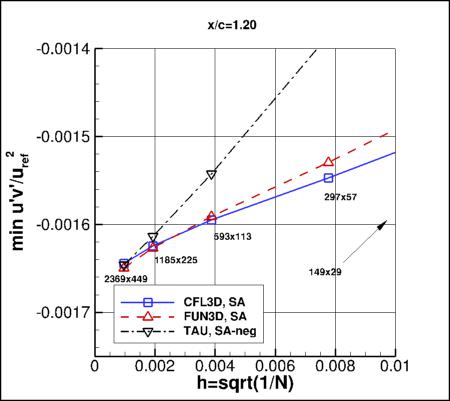 x/c=1.20
-0.0014
-0.0015
-0.0016
-0.0017
min u'v'/u_ref^2
2369x449
1185x225
593x113
297x57
149x29
CFL3D, SA
FUN3D, SA
TAU, SA-neg
0 0.002 0.004 0.006 0.008 0.01
h=sqrt(1/N)